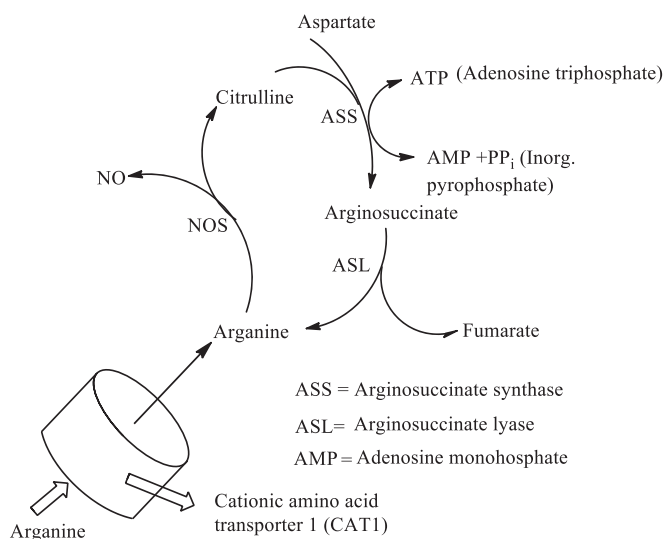 Aspartate
ATP (Adenosine triphosphate)
Citrulline
ASS
AMP +PPi (Inorg.
pyrophosphate)
NO
Arginosuccinate
NOS
ASL
Arganine
Fumarate
ASS = Arginosuccinate synthase
ASL= Arginosuccinate lyase
AMP = Adenosine monohosphate
Cationic amino acid
transporter 1 (CAT1)
Arganine